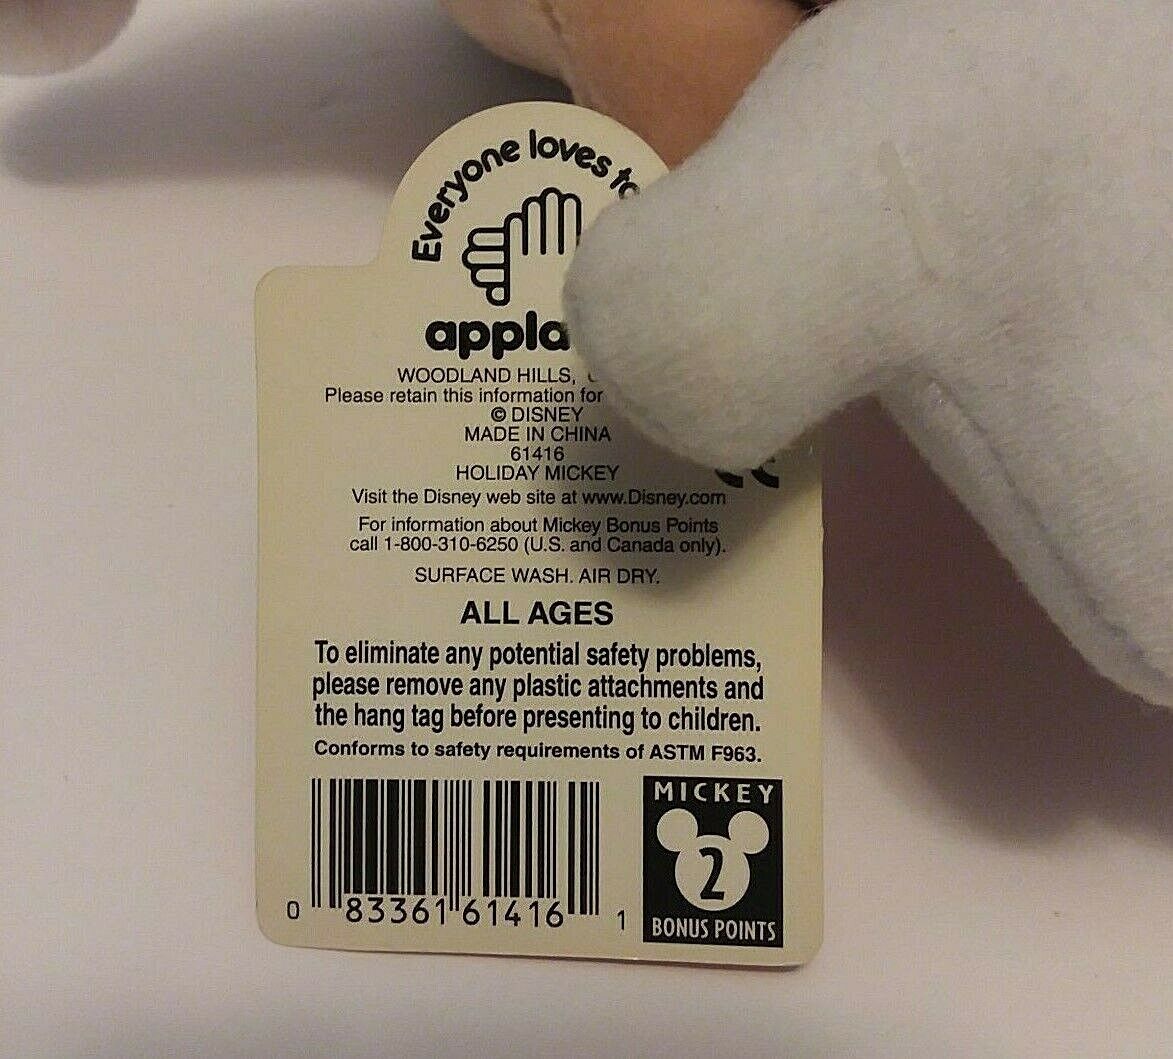 Everyone loves to
appla
WOODLAND HILLS,
Please retain this information for
© DISNEY
MADE IN CHINA
61416
HOLIDAY MICKEY
Visit the Disney web site at www.Disney.com
For information about Mickey Bonus Points
call 1-800-310-6250 (U.S. and Canada only).
SURFACE WASH. AIR DRY.
ALL AGES
To eliminate any potential safety problems,
please remove any plastic attachments and
the hang tag before presenting to children.
Conforms to safety requirements of ASTM F963.
0 83361 61416 1
MICKEY
2
BONUS POINTS